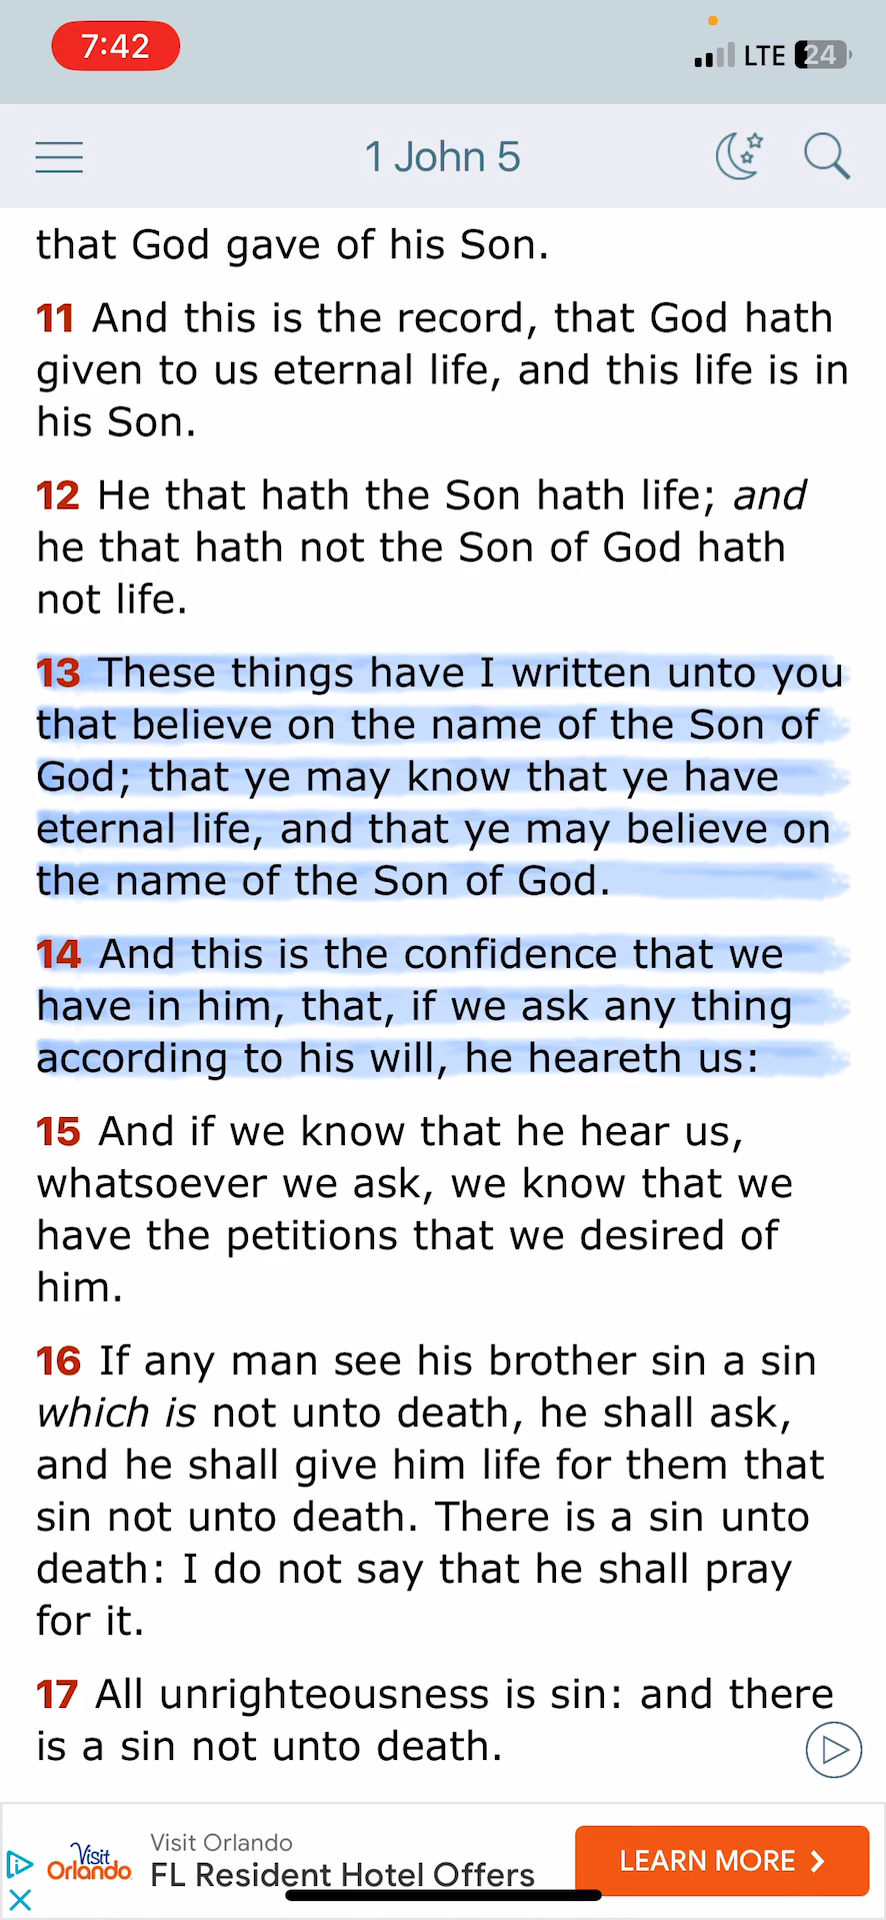 7:42
LTE 24
1 John 5
that God gave of his Son.
11 And this is the record, that God hath
given to us eternal life, and this life is in
his Son.
12 He that hath the Son hath life; and
he that hath not the Son of God hath
not life.
13 These things have I written unto you
that believe on the name of the Son of
God; that ye may know that ye have
eternal life, and that ye may believe on
the name of the Son of God.
14 And this is the confidence that we
have in him, that, if we ask any thing
according to his will, he heareth us:
15 And if we know that he hear us,
whatsoever we ask, we know that we
have the petitions that we desired of
him.
16 If any man see his brother sin a sin
which is not unto death, he shall ask,
and he shall give him life for them that
sin not unto death. There is a sin unto
death: I do not say that he shall pray
for it.
17 All unrighteousness is sin: and there
is a sin not unto death.
Visit
Orlando
Visit Orlando
FL Resident Hotel Offers
LEARN MORE